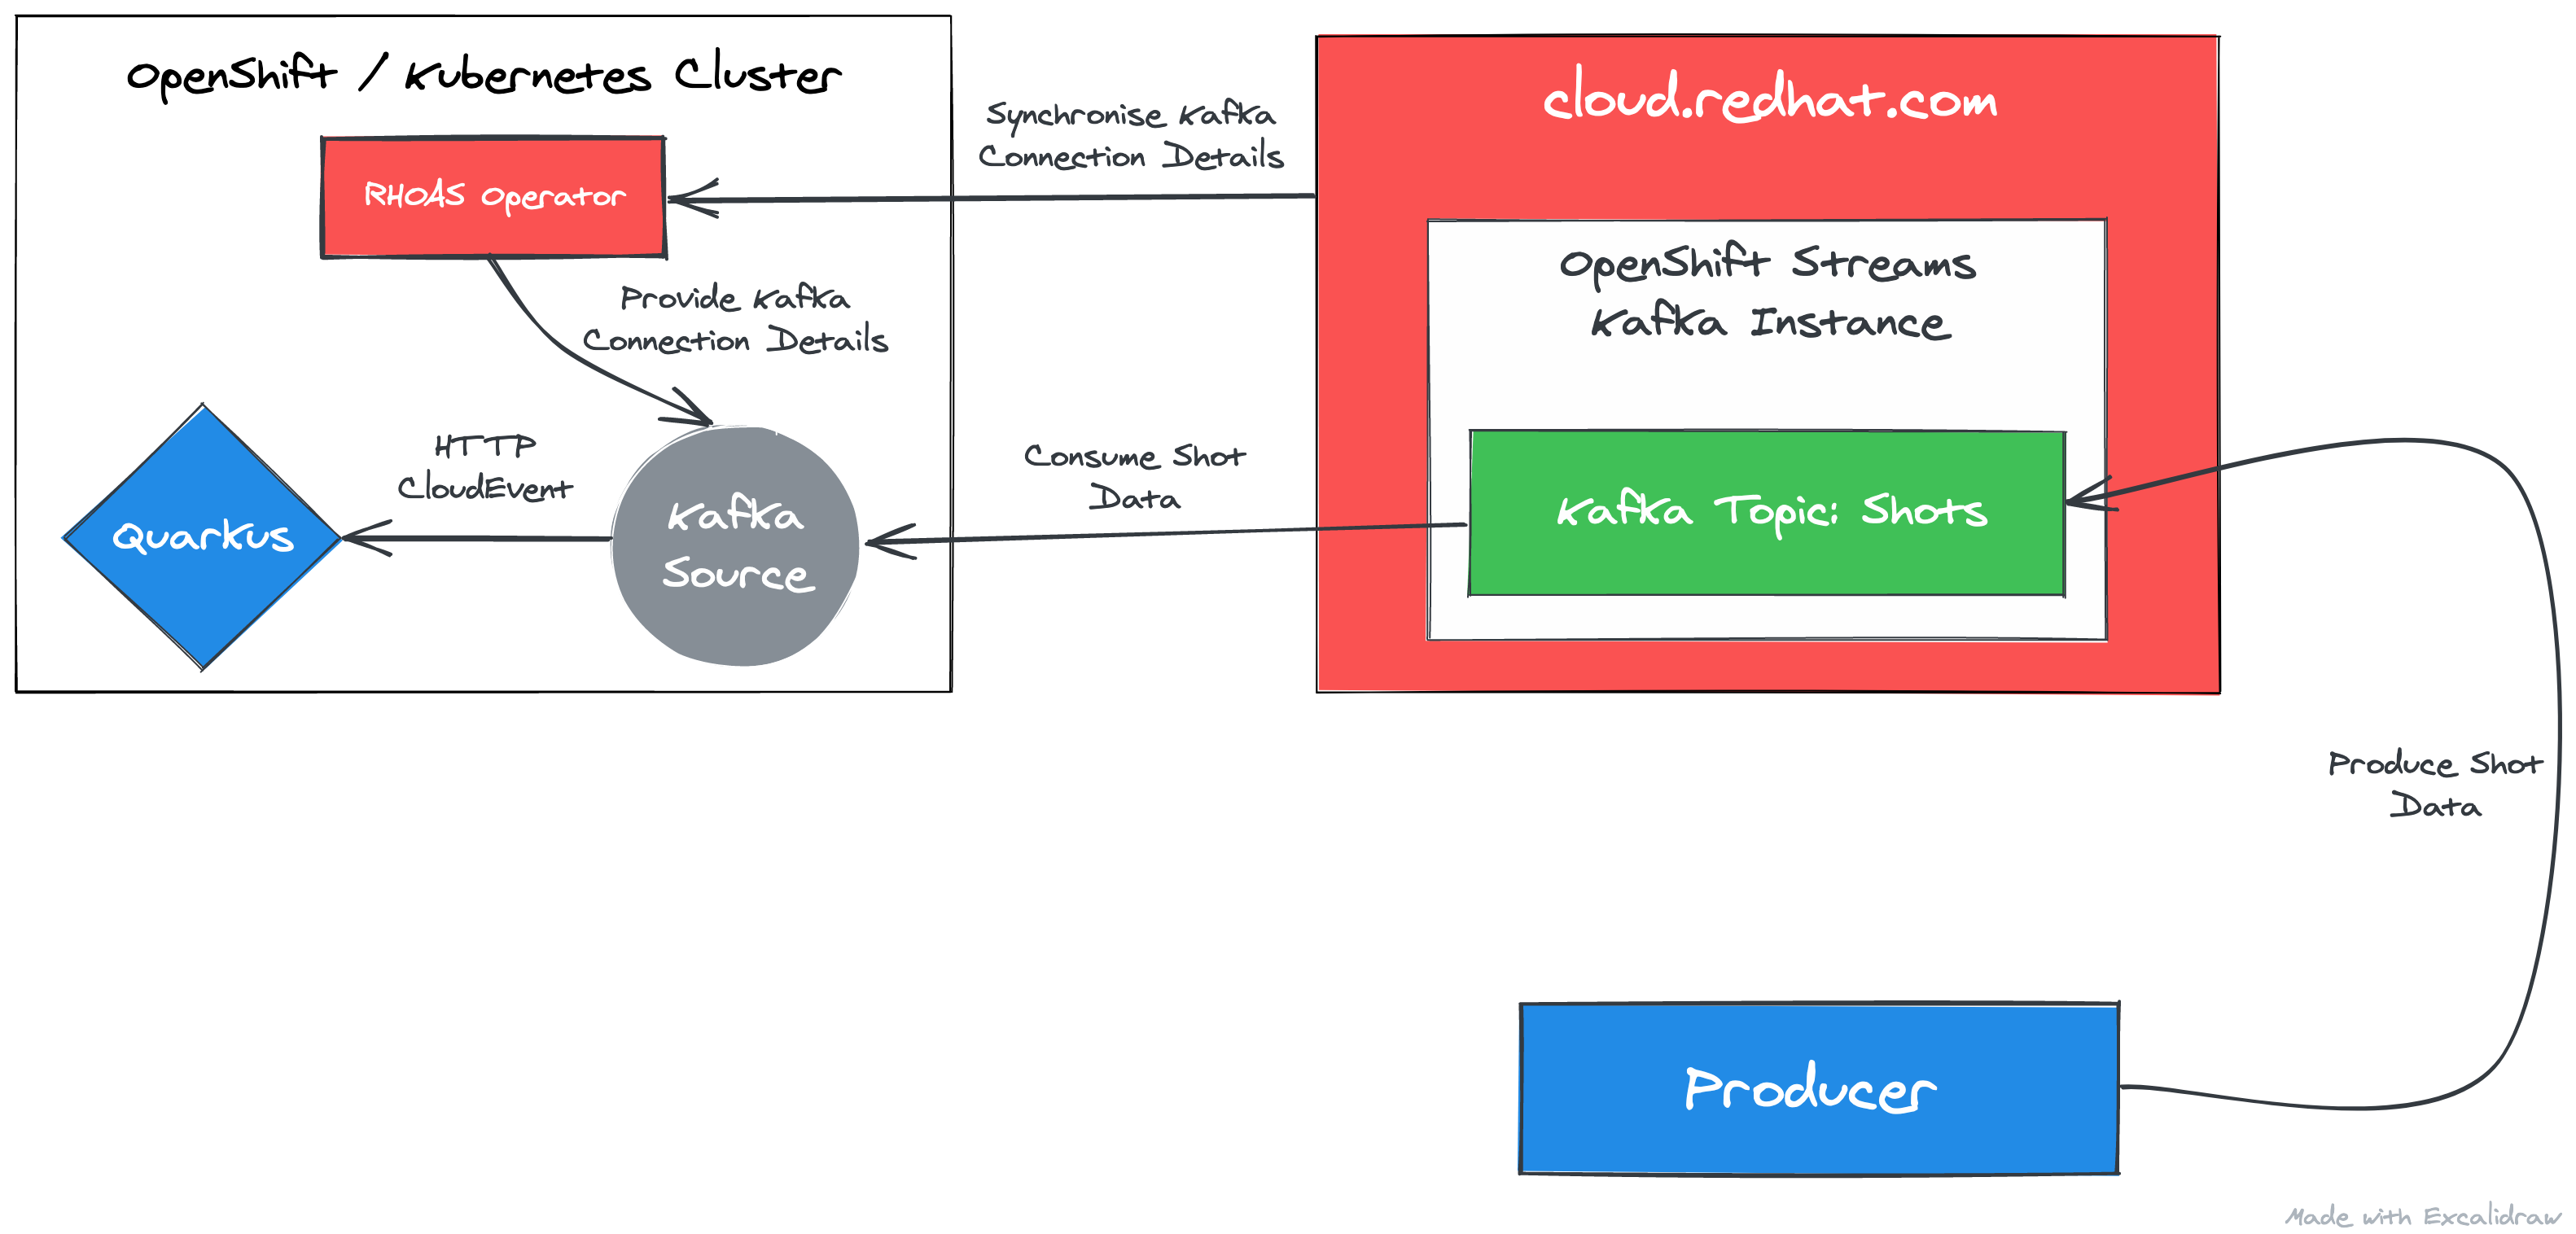 OpenShift / Kubernetes Cluster
RHOAS Operator
Provide Kafka
Connection Details
HTTP
CloudEvent
Quarkus
Kafka
Source
Synchronise Kafka
Connection Details
Consume Shot
Data
cloud.redhat.com
OpenShift Streams
Kafka Instance
Kafka Topic: Shots
Produce Shot
Data
Producer
Made with Excalidraw